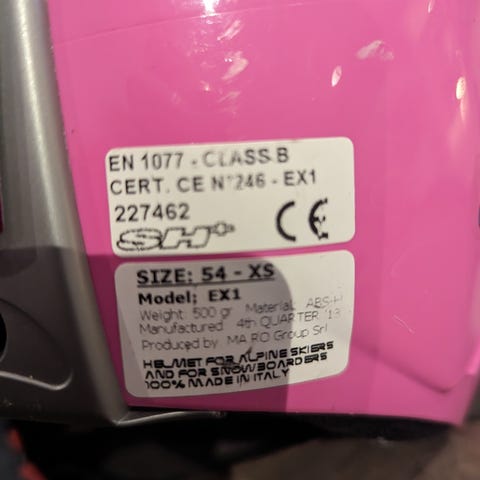 EN 1077 - CLASS B
CERT. CE N°246 - EX1
227462
SH+ CE
SIZE: 54 - XS
Model: EX1
Weight: 500 gr Material: ABS-H
Manufactured 4th QUARTER '13
Produced by MA.RO Group Srl
HELMET FOR ALPINE SKIERS
AND FOR SNOWBOARDERS
100% MADE IN ITALY